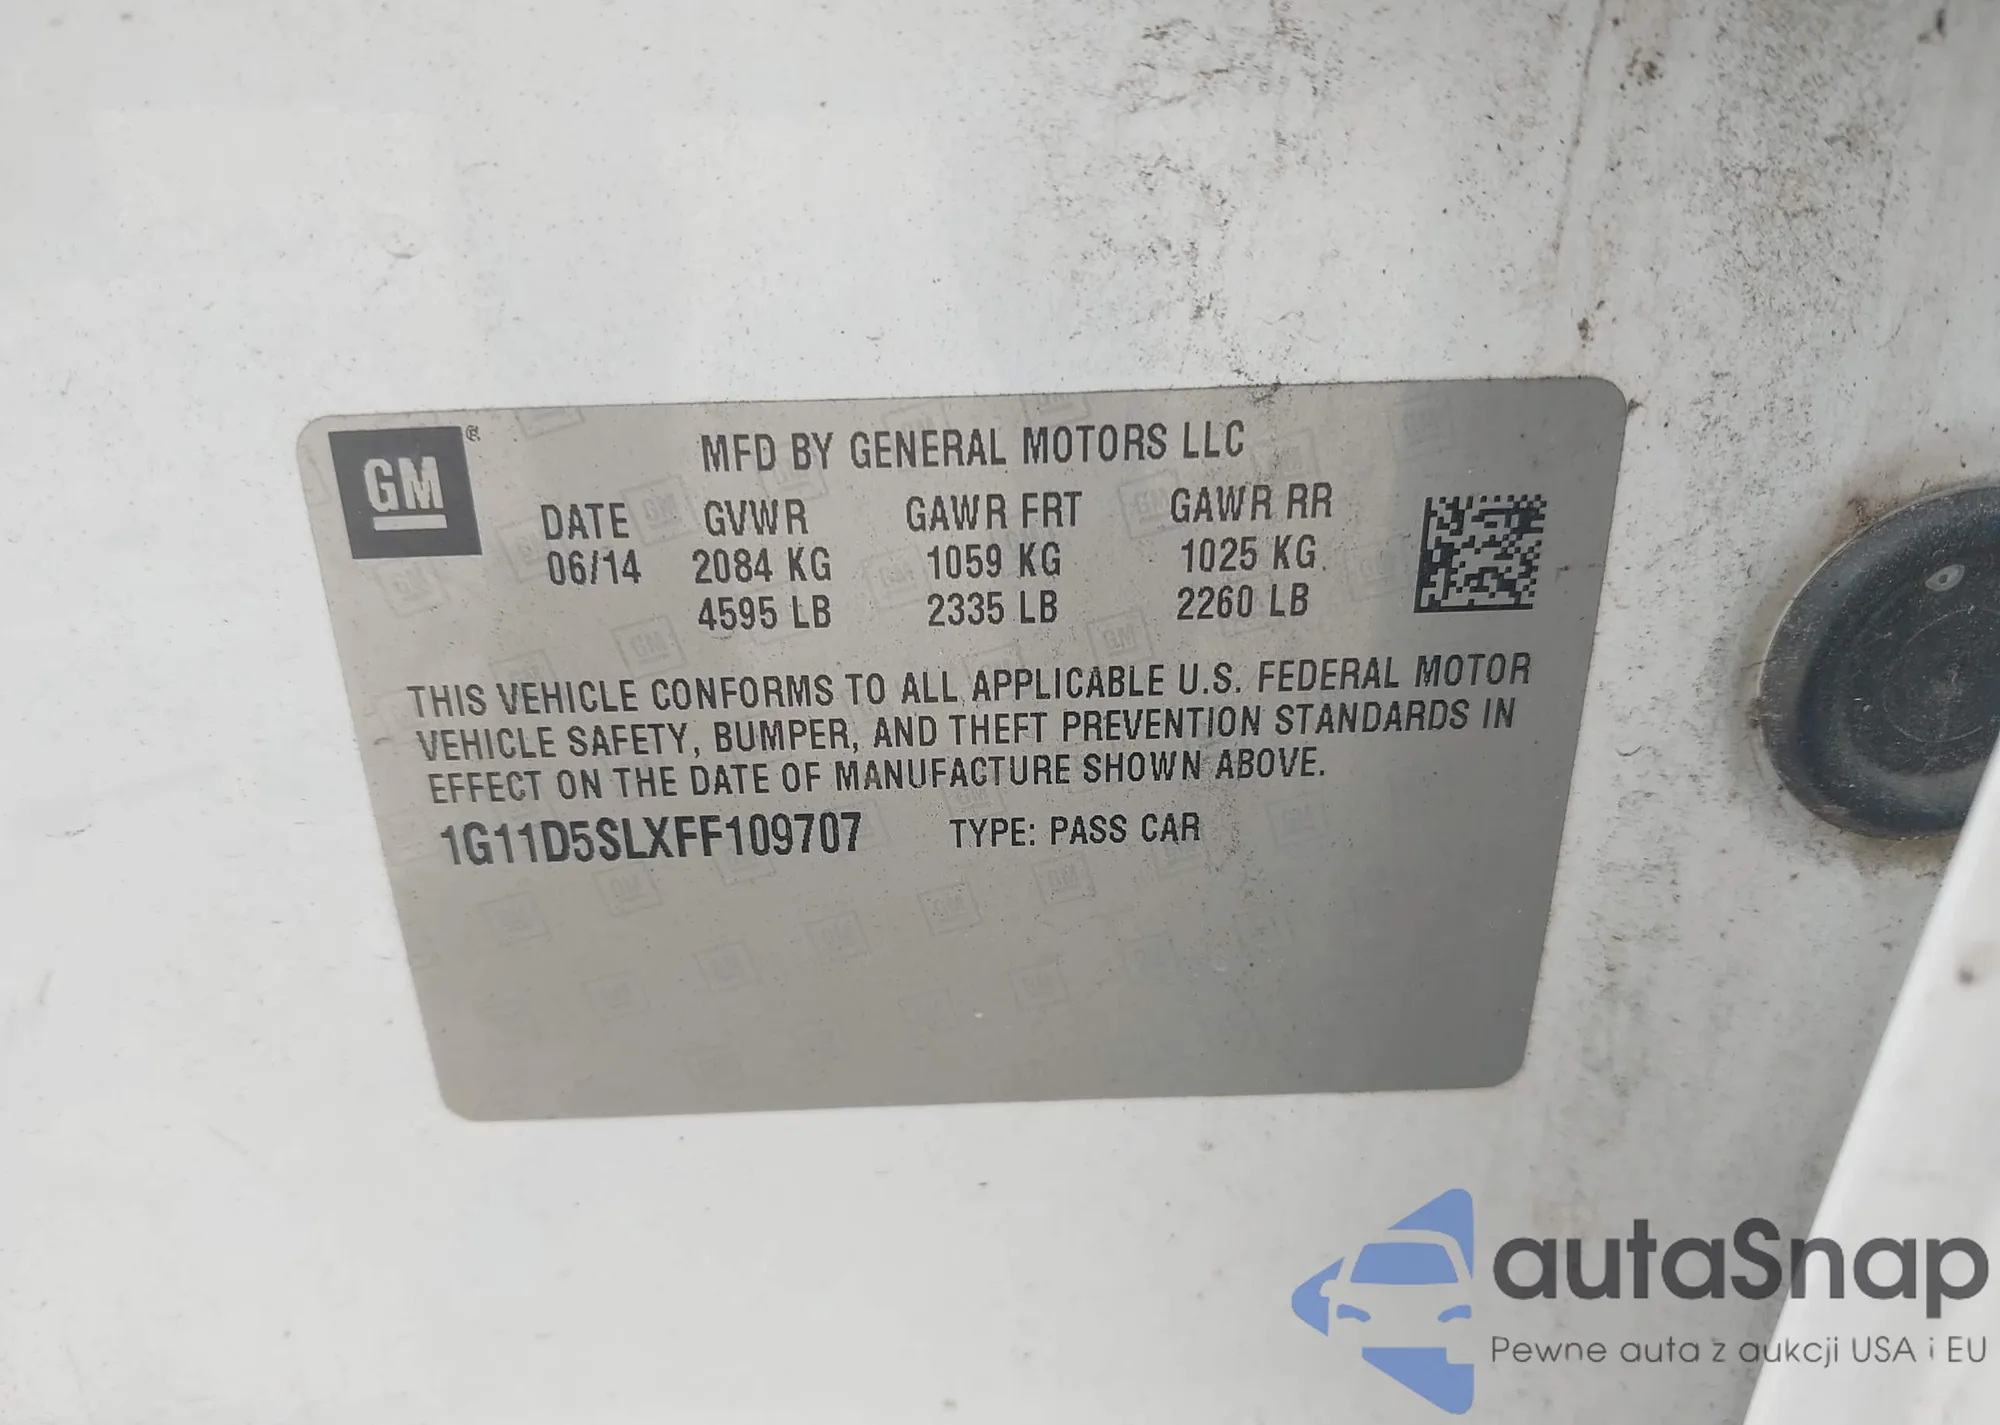 GM ®
MFD BY GENERAL MOTORS LLC
DATE GVWR GAWR FRT GAWR RR
06/14 2084 KG 1059 KG 1025 KG
4595 LB 2335 LB 2260 LB
THIS VEHICLE CONFORMS TO ALL APPLICABLE U.S. FEDERAL MOTOR
VEHICLE SAFETY, BUMPER, AND THEFT PREVENTION STANDARDS IN
EFFECT ON THE DATE OF MANUFACTURE SHOWN ABOVE.
1G11D5SLXFF109707 TYPE: PASS CAR
autaSnap
Pewne auta z aukcji USA i EU